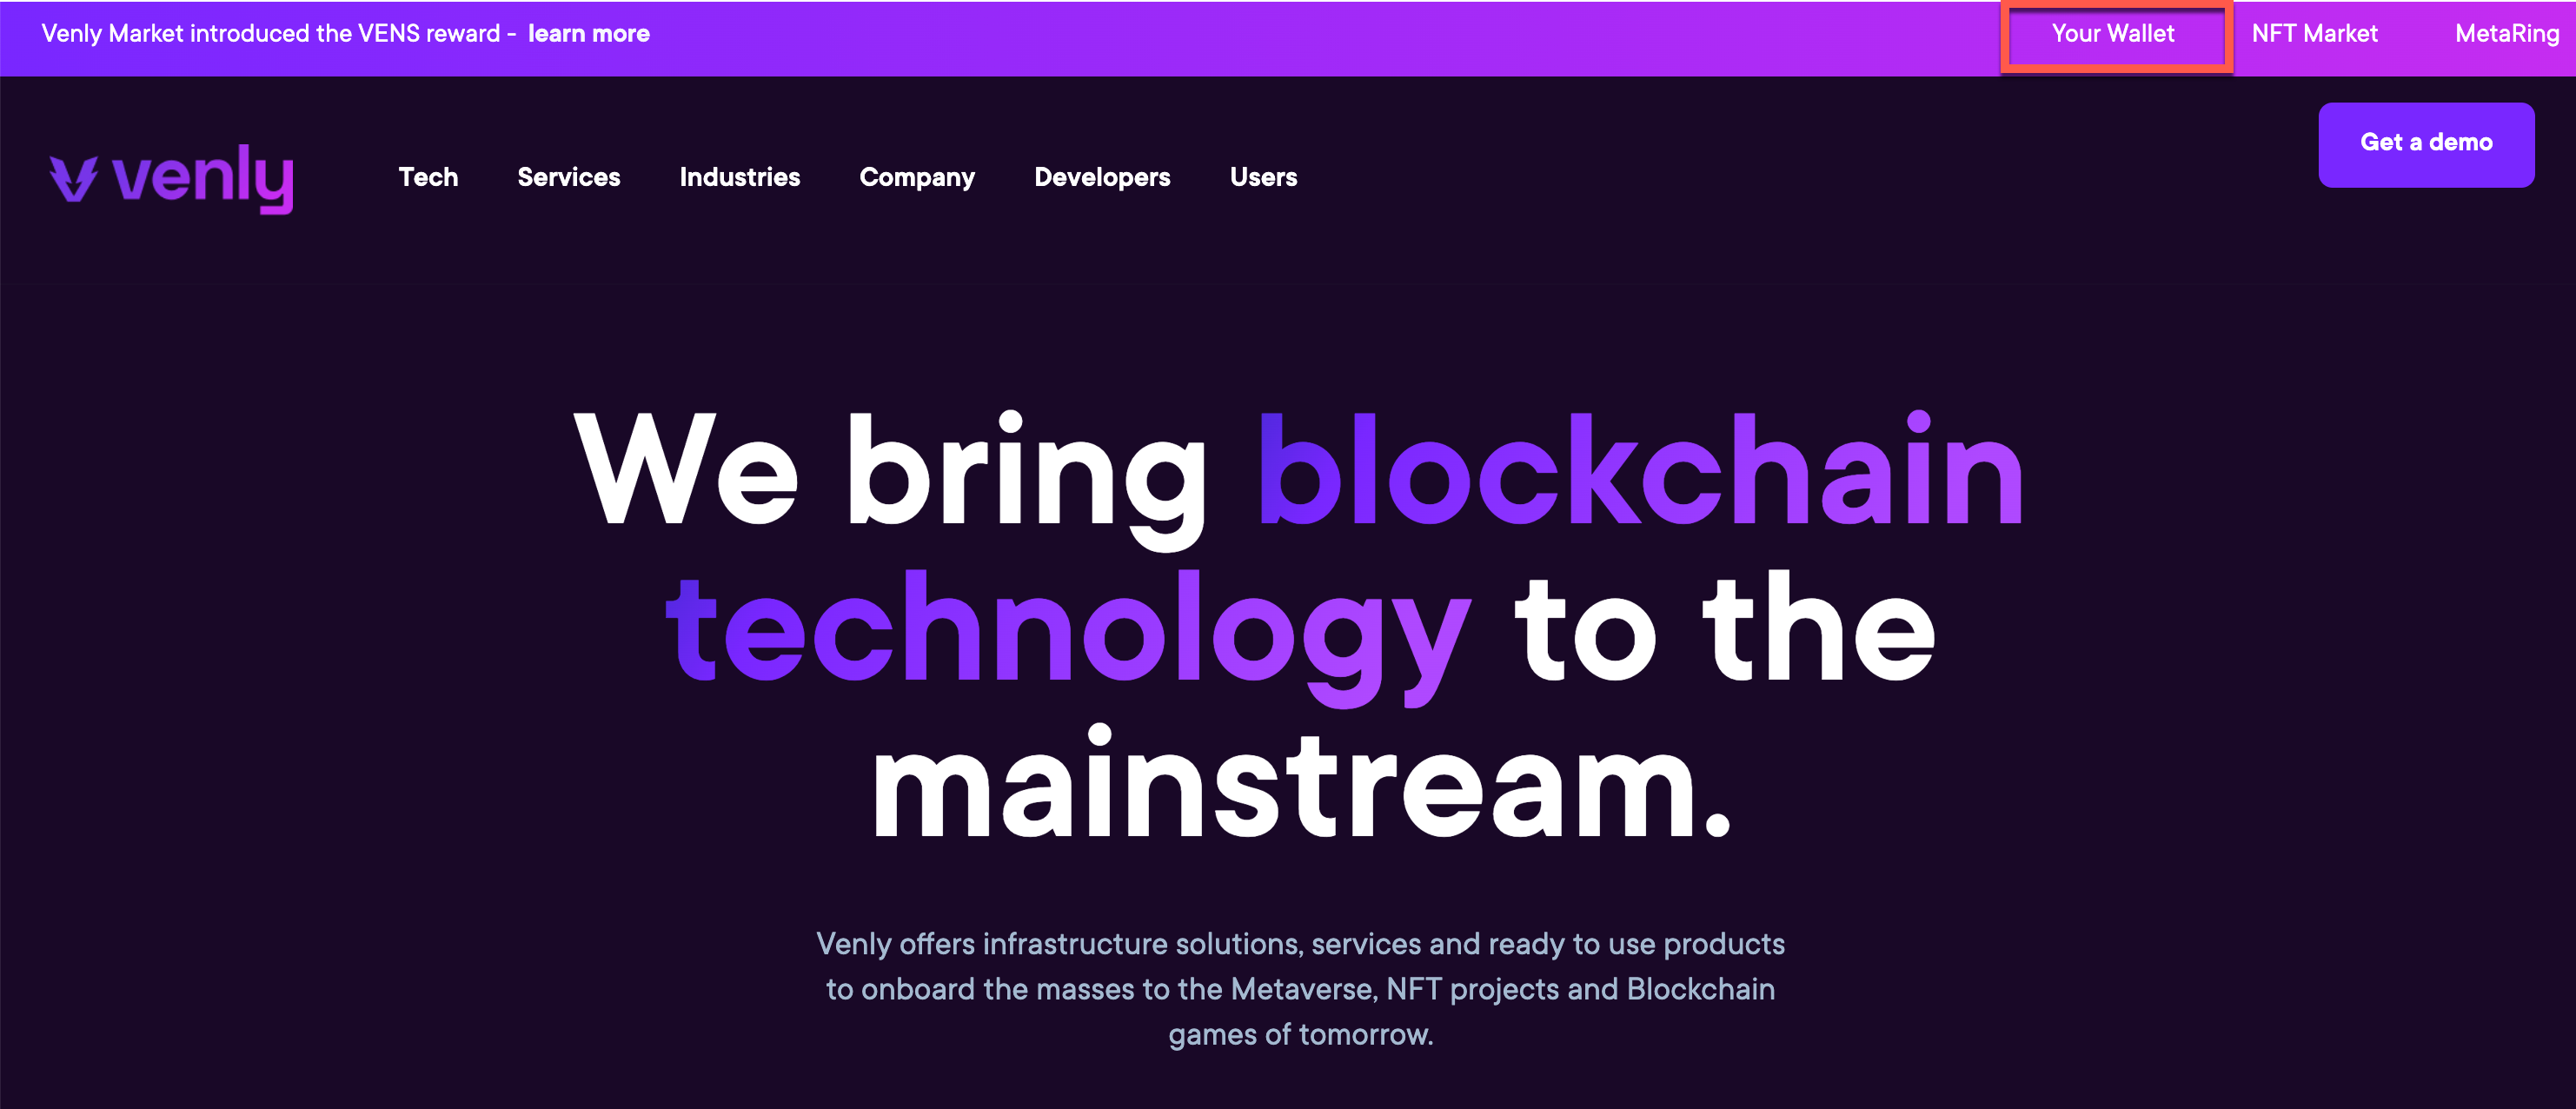 Venly Market introduced the VENS reward - learn more
Your Wallet
NFT Market
MetaRing
venly
Tech
Services
Industries
Company
Developers
Users
Get a demo
We bring blockchain
technology to the
mainstream.
Venly offers infrastructure solutions, services and ready to use products
to onboard the masses to the Metaverse, NFT projects and Blockchain
games of tomorrow.